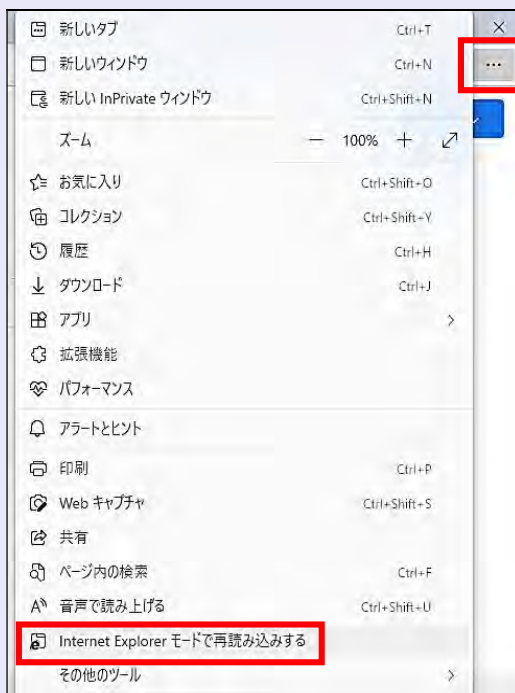 新しいタブ Ctrl+T
新しいウィンドウ Ctrl+N
新しい InPrivate ウィンドウ Ctrl+Shift+N
ズーム — 100% +
お気に入り Ctrl+Shift+O
コレクション Ctrl+Shift+Y
履歴 Ctrl+H
ダウンロード Ctrl+J
アプリ
拡張機能
パフォーマンス
アラートとヒント
印刷 Ctrl+P
Web キャプチャ Ctrl+Shift+S
共有
ページ内の検索 Ctrl+F
音声で読み上げる Ctrl+Shift+U
Internet Explorer モードで再読み込みする
その他のツール